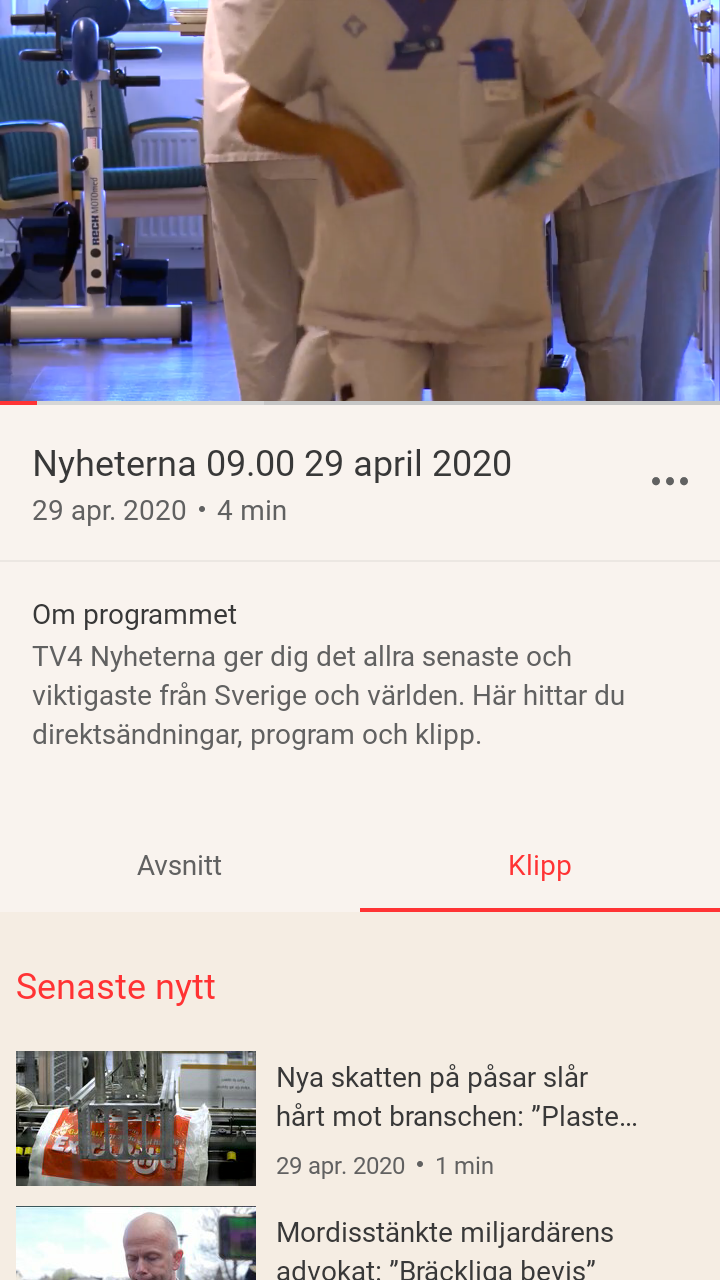 RECK MOTOmed
Nyheterna 09.00 29 april 2020
29 apr. 2020 • 4 min
Om programmet
TV4 Nyheterna ger dig det allra senaste och
viktigaste från Sverige och världen. Här hittar du
direktsändningar, program och klipp.
Avsnitt
Klipp
Senaste nytt
Nya skatten på påsar slår
hårt mot branschen: ”Plaste…
29 apr. 2020 • 1 min
Mordisstänkte miljardärens
advokat: ”Bräckliga bevis”